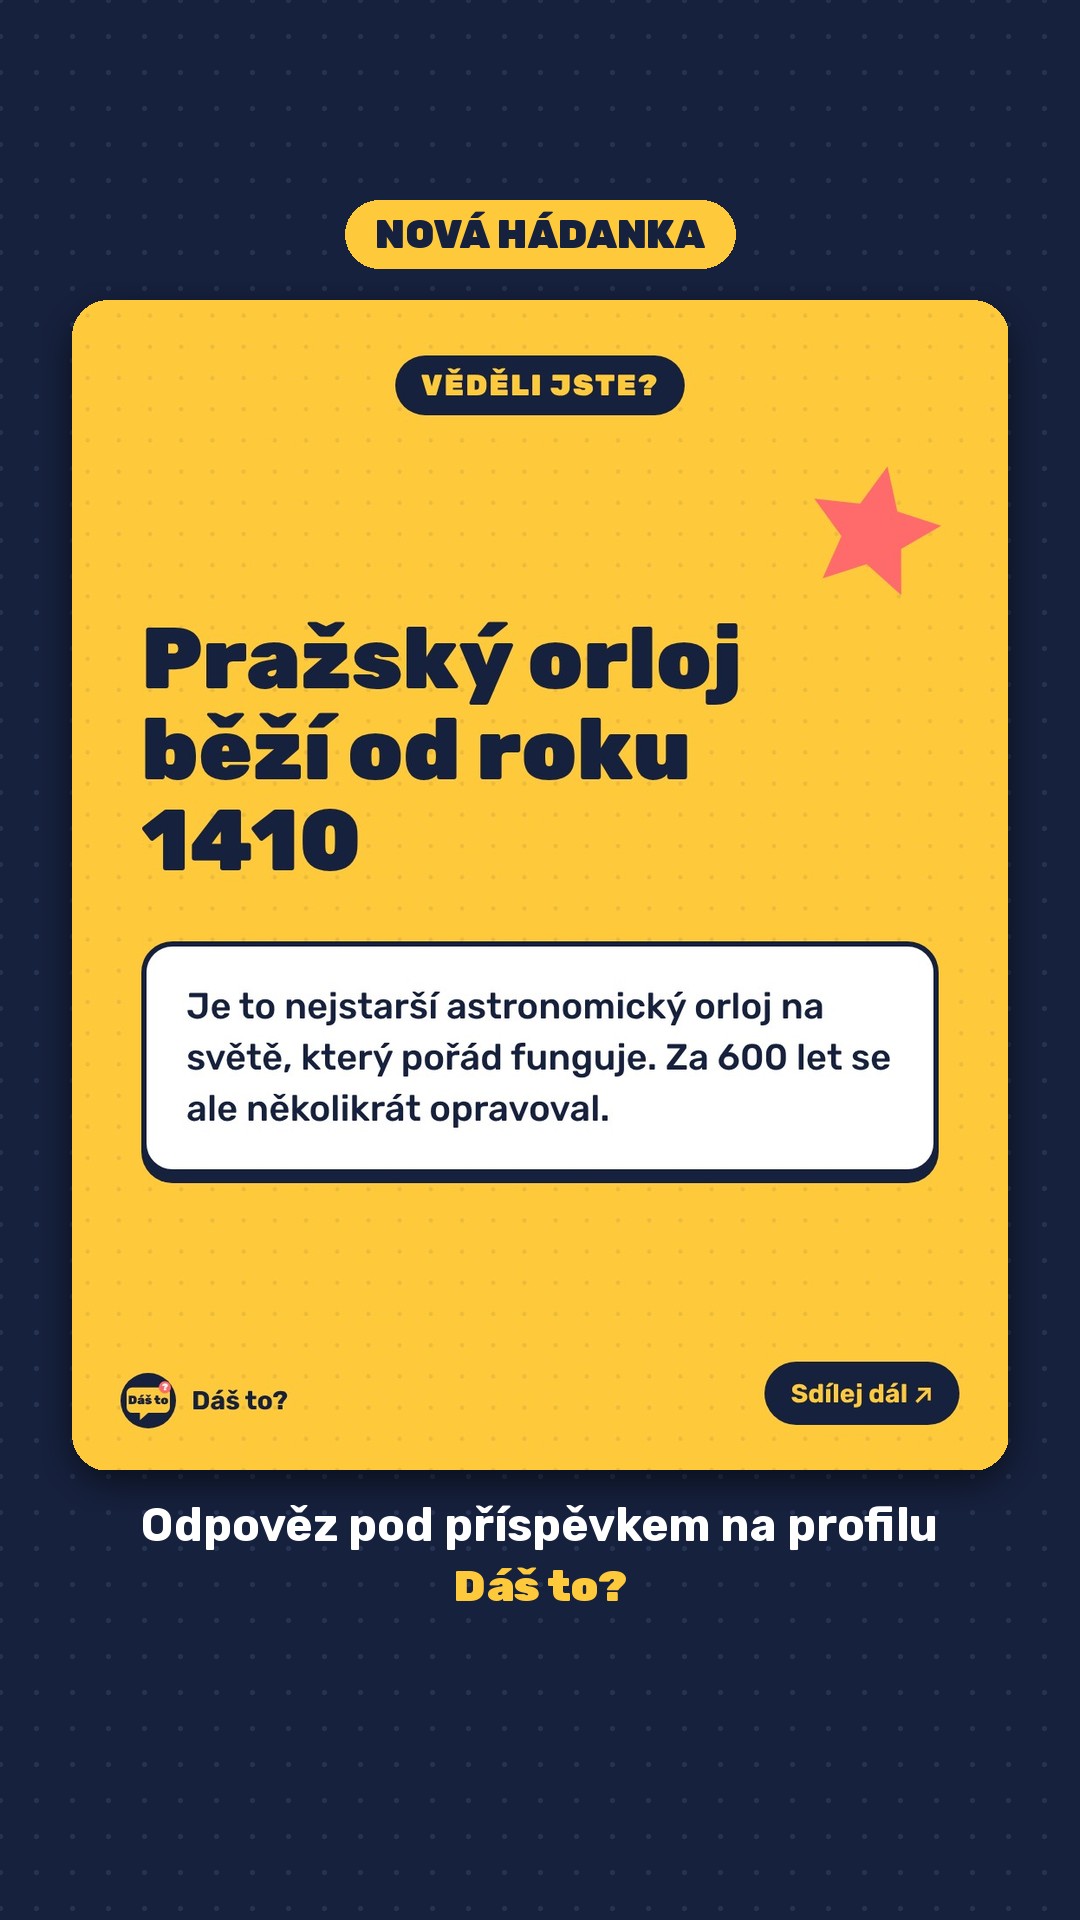 NOVÁ HÁDANKA
VĚDĚLI JSTE?
Pražský orloj
běží od roku
1410
Je to nejstarší astronomický orloj na
světě, který pořád funguje. Za 600 let se
ale několikrát opravoval.
Dáš to
?
Dáš to?
Sdílej dál ↗
Odpověz pod příspěvkem na profilu
Dáš to?